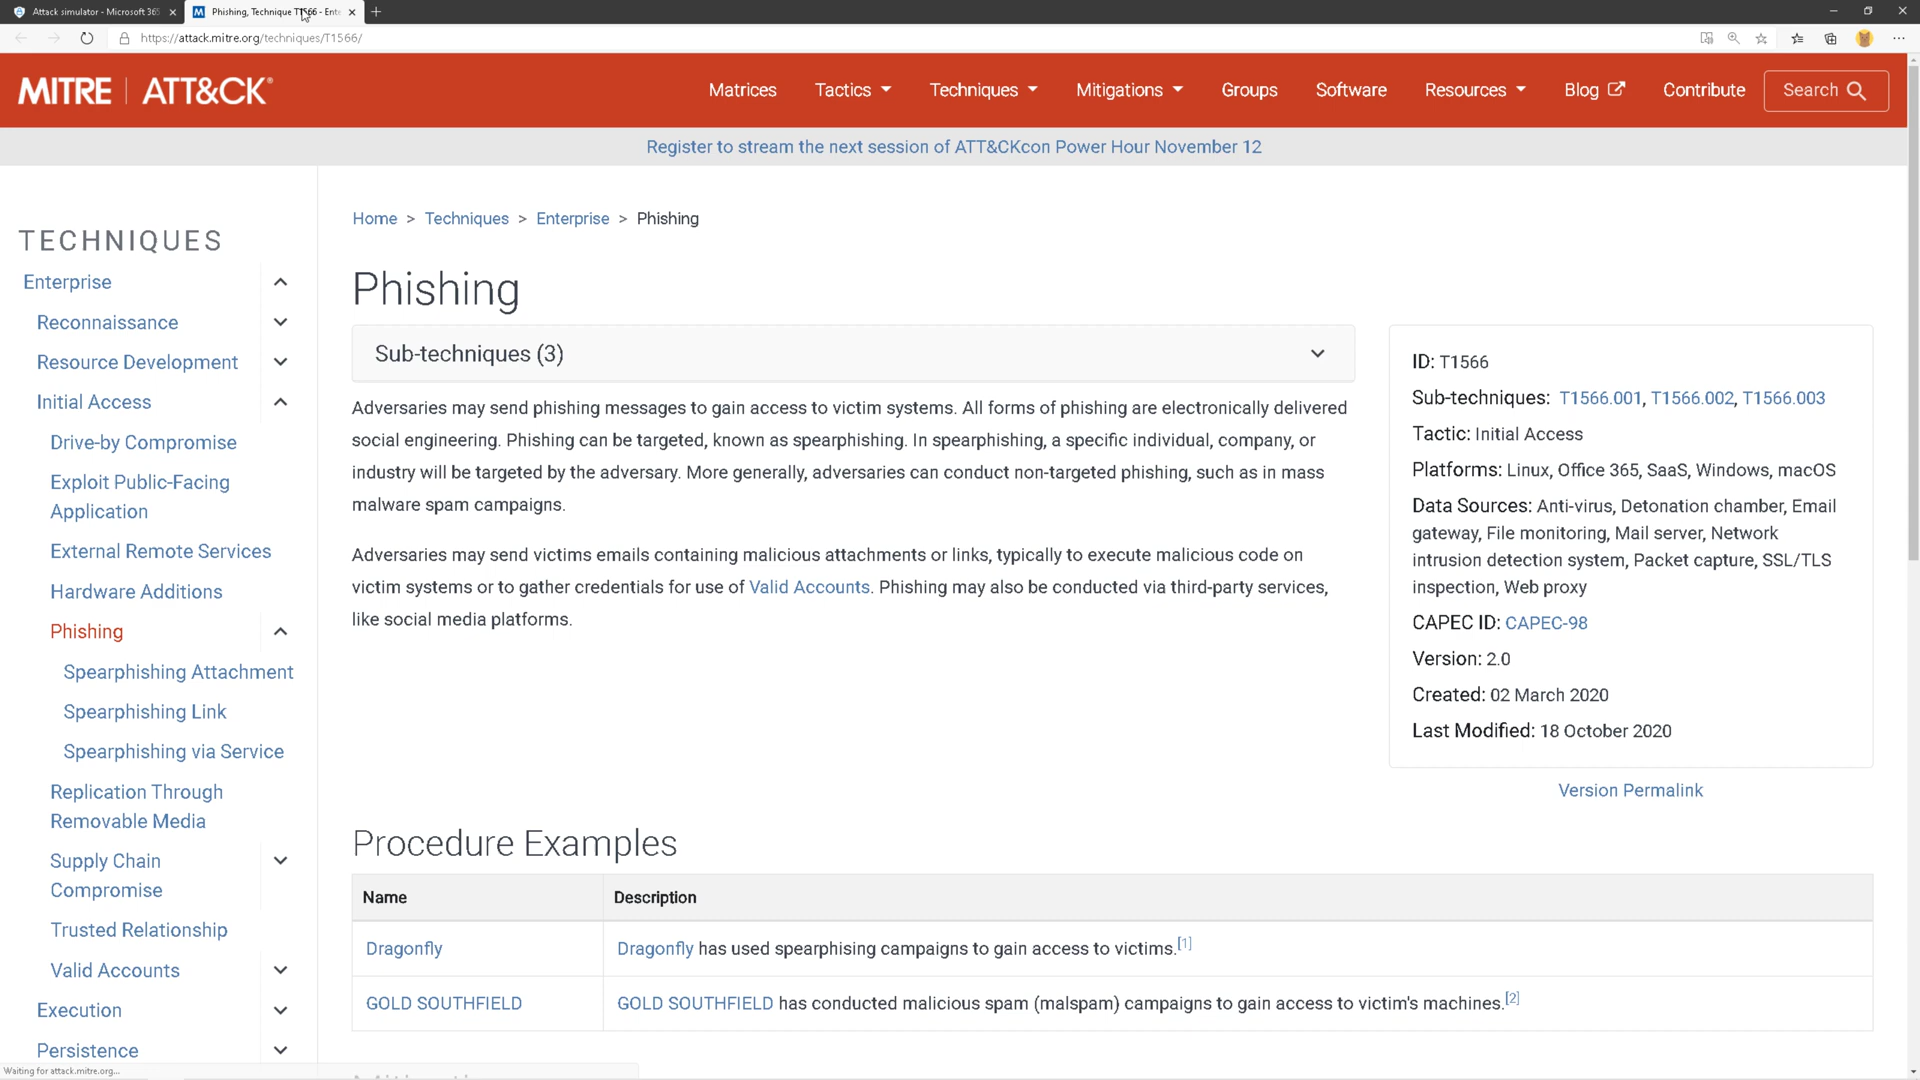 Attack simulator - Microsoft 365
Phishing, Technique T1566 - Ente
https://attack.mitre.org/techniques/T1566/
MITRE | ATT&CK®
Matrices
Tactics
Techniques
Mitigations
Groups
Software
Resources
Blog
Contribute
Search
Register to stream the next session of ATT&CKcon Power Hour November 12
TECHNIQUES
Enterprise
Reconnaissance
Resource Development
Initial Access
Drive-by Compromise
Exploit Public-Facing
Application
External Remote Services
Hardware Additions
Phishing
Spearphishing Attachment
Spearphishing Link
Spearphishing via Service
Replication Through
Removable Media
Supply Chain
Compromise
Trusted Relationship
Valid Accounts
Execution
Persistence
Home > Techniques > Enterprise > Phishing
Phishing
Sub-techniques (3)
Adversaries may send phishing messages to gain access to victim systems. All forms of phishing are electronically delivered
social engineering. Phishing can be targeted, known as spearphishing. In spearphishing, a specific individual, company, or
industry will be targeted by the adversary. More generally, adversaries can conduct non-targeted phishing, such as in mass
malware spam campaigns.
Adversaries may send victims emails containing malicious attachments or links, typically to execute malicious code on
victim systems or to gather credentials for use of Valid Accounts. Phishing may also be conducted via third-party services,
like social media platforms.
ID: T1566
Sub-techniques: T1566.001, T1566.002, T1566.003
Tactic: Initial Access
Platforms: Linux, Office 365, SaaS, Windows, macOS
Data Sources: Anti-virus, Detonation chamber, Email
gateway, File monitoring, Mail server, Network
intrusion detection system, Packet capture, SSL/TLS
inspection, Web proxy
CAPEC ID: CAPEC-98
Version: 2.0
Created: 02 March 2020
Last Modified: 18 October 2020
Version Permalink
Procedure Examples
Name
Description
Dragonfly
Dragonfly has used spearphising campaigns to gain access to victims.[1]
GOLD SOUTHFIELD
GOLD SOUTHFIELD has conducted malicious spam (malspam) campaigns to gain access to victim's machines.[2]
Waiting for attack.mitre.org...